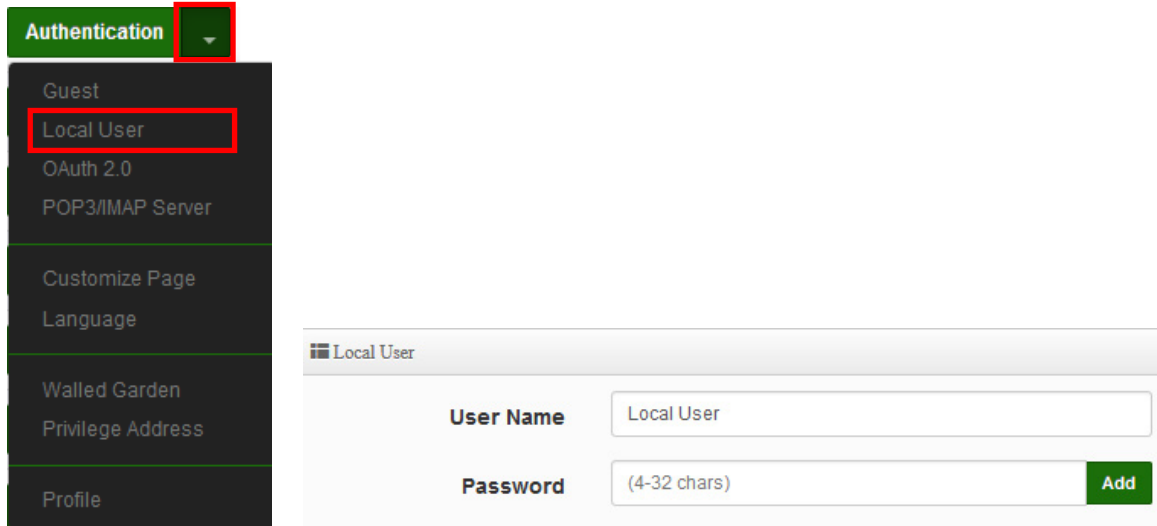 Authentication
Guest
Local User
OAuth 2.0
POP3/IMAP Server
Customize Page
Language
Walled Garden
Privilege Address
Profile
Local User
User Name Local User
Password (4-32 chars) Add